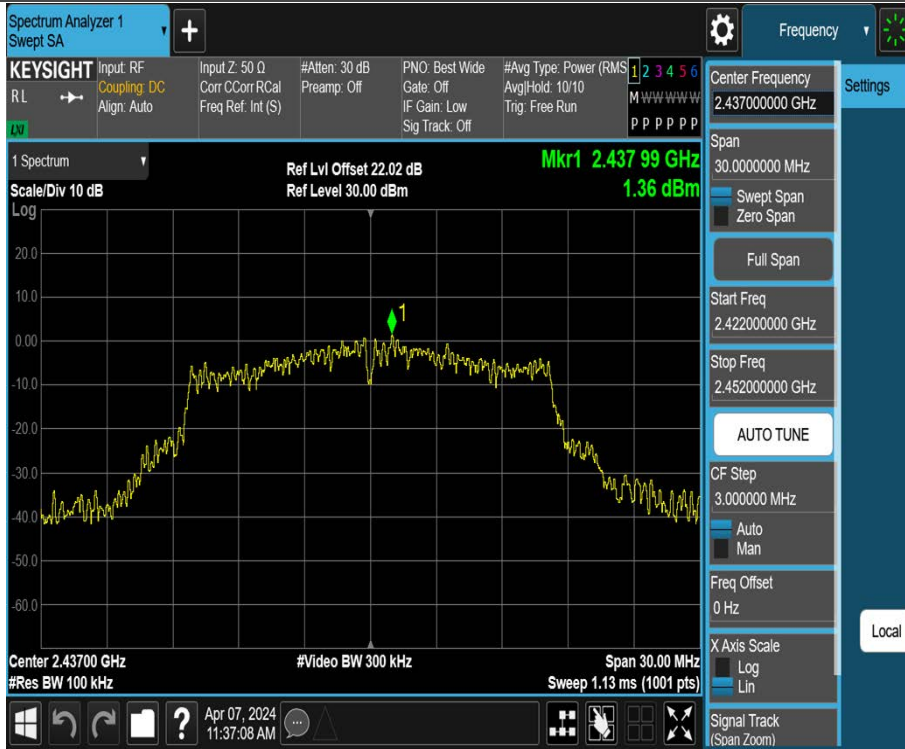 Spectrum Analyzer 1
Swept SA
+
Frequency
KEYSIGHT
RL
LXI
Input: RF
Coupling: DC
Align: Auto
Input Z: 50 Ω
Corr CCorr RCal
Freq Ref: Int (S)
#Atten: 30 dB
Preamp: Off
PNO: Best Wide
Gate: Off
IF Gain: Low
Sig Track: Off
#Avg Type: Power (RMS
Avg|Hold: 10/10
Trig: Free Run
1 2 3 4 5 6
M W W W W W
P P P P P P
1 Spectrum
Scale/Div 10 dB
Ref Lvl Offset 22.02 dB
Ref Level 30.00 dBm
Mkr1 2.437 99 GHz
1.36 dBm
Log
20.0
10.0
0.00
-10.0
-20.0
-30.0
-40.0
-50.0
-60.0
1
Center 2.43700 GHz
#Video BW 300 kHz
Span 30.00 MHz
#Res BW 100 kHz
Sweep 1.13 ms (1001 pts)
Center Frequency
2.437000000 GHz
Settings
Span
30.0000000 MHz
Swept Span
Zero Span
Full Span
Start Freq
2.422000000 GHz
Stop Freq
2.452000000 GHz
AUTO TUNE
CF Step
3.000000 MHz
Auto
Man
Freq Offset
0 Hz
Local
X Axis Scale
Log
Lin
Signal Track
(Span Zoom)
?
Apr 07, 2024
11:37:08 AM